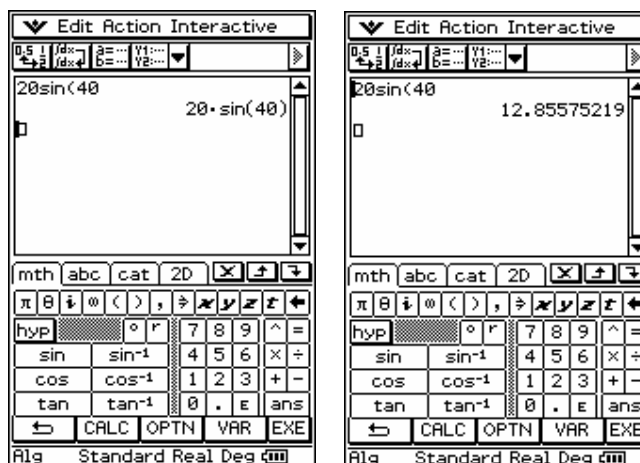 Edit Action Interactive
20sin(40
20·sin(40)
mth abc cat 2D
π θ i ∞ ( ) , ⇒ x y z t ←
hyp ° r 7 8 9 ^ =
sin sin⁻¹ 4 5 6 × ÷
cos cos⁻¹ 1 2 3 + −
tan tan⁻¹ 0 . E ans
CALC OPTN VAR EXE
Alg Standard Real Deg
Edit Action Interactive
20sin(40
12.85575219
mth abc cat 2D
π θ i ∞ ( ) , ⇒ x y z t ←
hyp ° r 7 8 9 ^ =
sin sin⁻¹ 4 5 6 × ÷
cos cos⁻¹ 1 2 3 + −
tan tan⁻¹ 0 . E ans
CALC OPTN VAR EXE
Alg Standard Real Deg